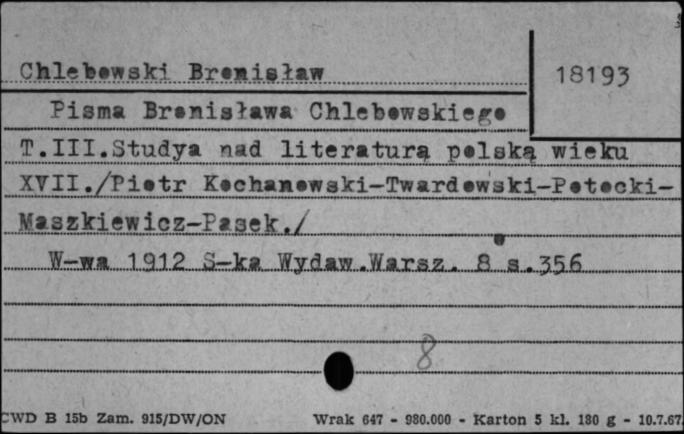 Chlebowski Bronisław
18193
Pisma Bronisława Chlebowskiego
T.III.Studya nad literaturą polską wieku
XVII./Piotr Kochanowski-Twardowski-Potocki-
Maszkiewicz-Pasek./
W-wa 1912 S-ka Wydaw.Warsz. 8° s.356
8
CWD B 15b Zam. 915/DW/ON
Wrak 647 - 980.000 - Karton 5 kl. 180 g - 10.7.67.